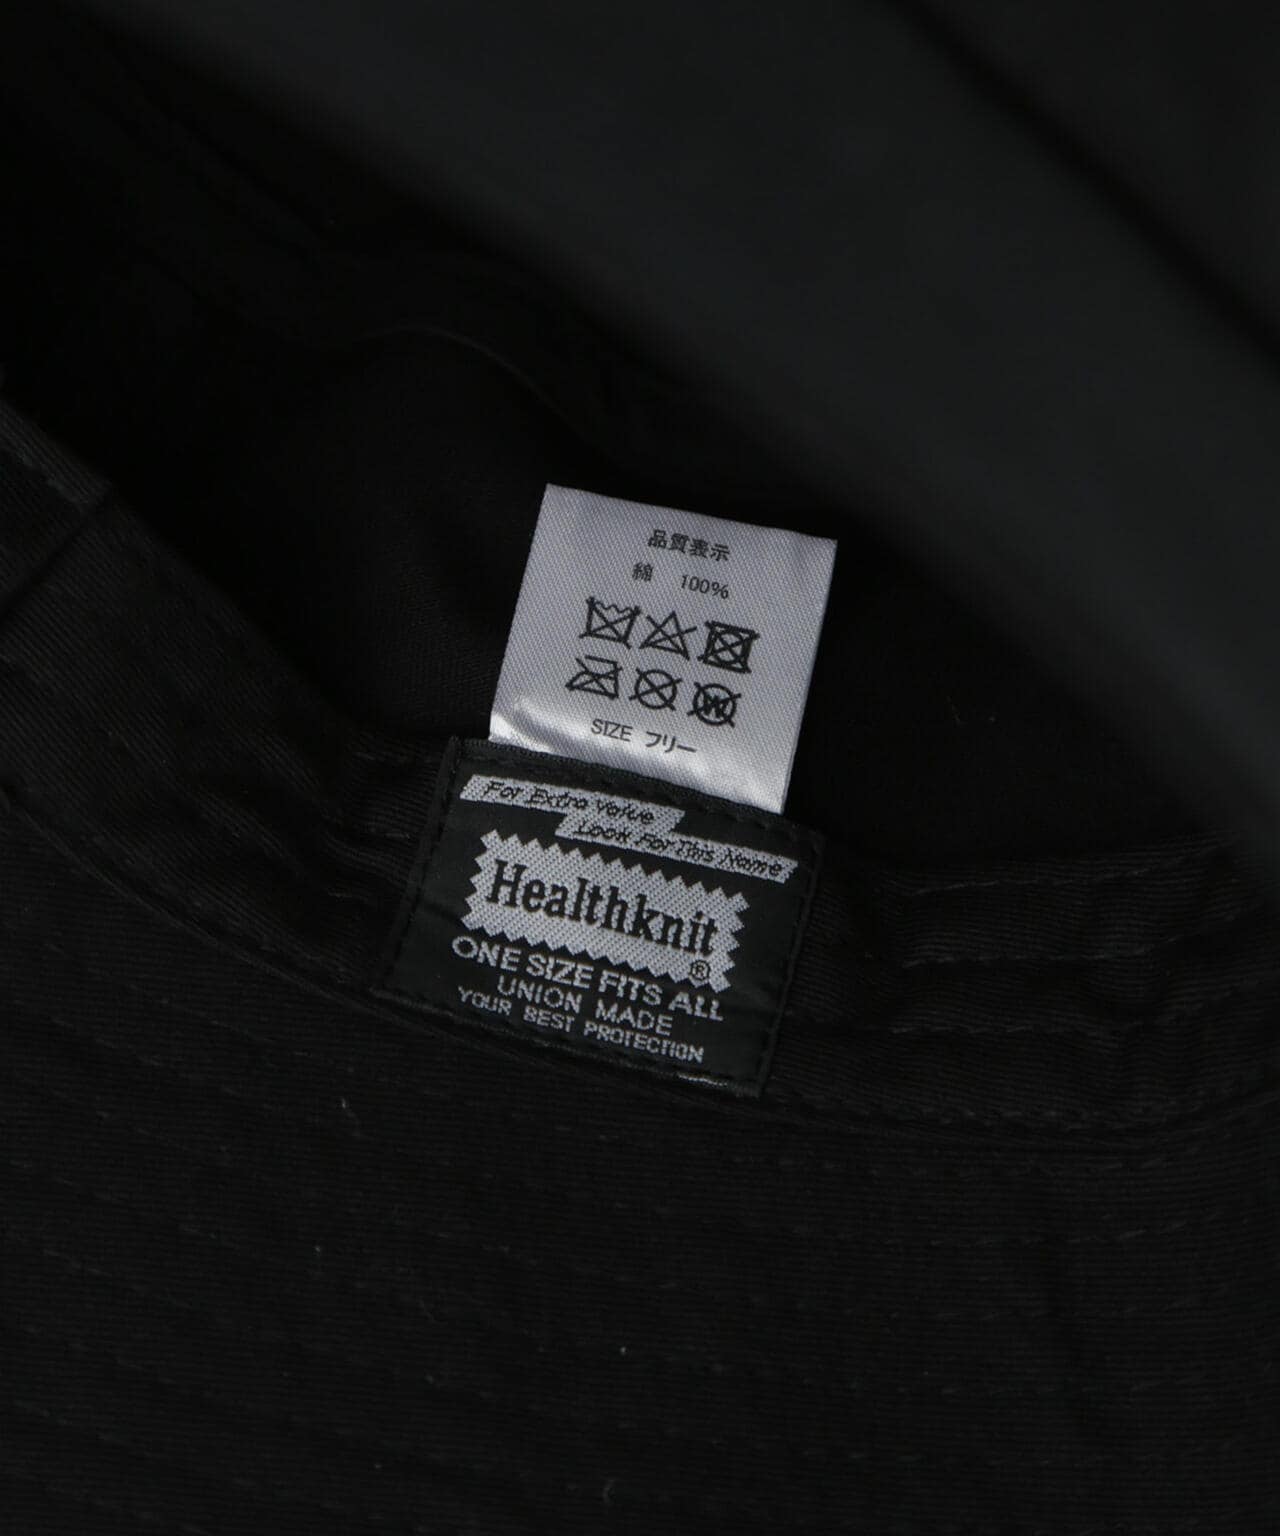 品質表示
綿 100%
W
SIZE フリー
For Extra Value
Look For This Name
Healthknit
®
ONE SIZE FITS ALL
UNION MADE
YOUR BEST PROTECTION